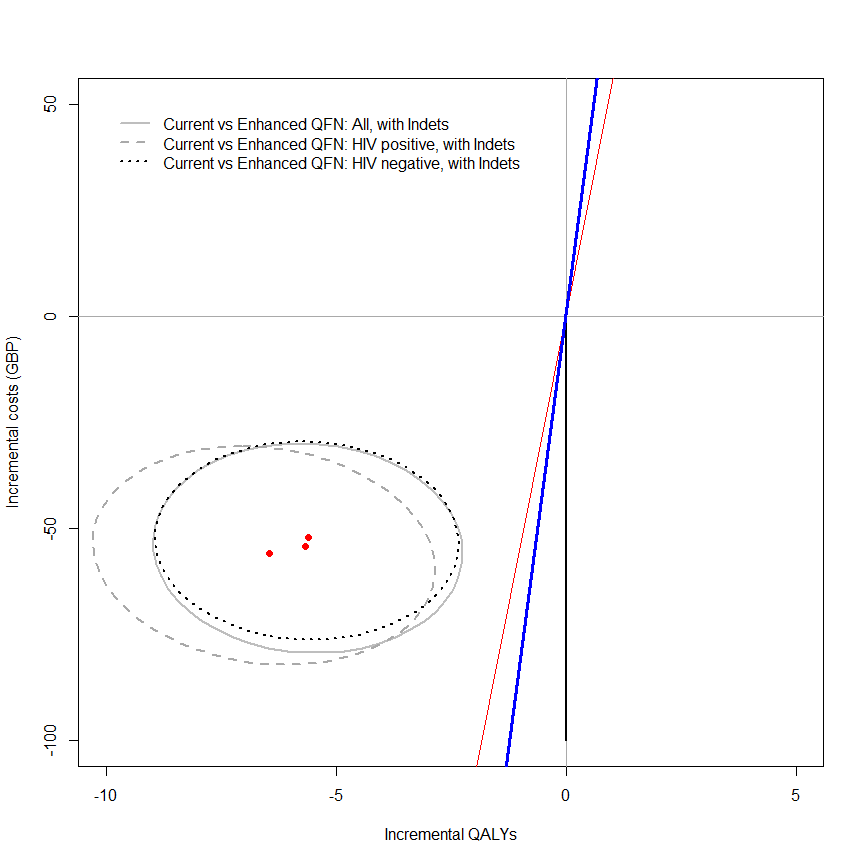 50
Current vs Enhanced QFN: All, with Indets
Current vs Enhanced QFN: HIV positive, with Indets
Current vs Enhanced QFN: HIV negative, with Indets
0
Incremental costs (GBP)
-50
-100
-10 -5 0 5
Incremental QALYs